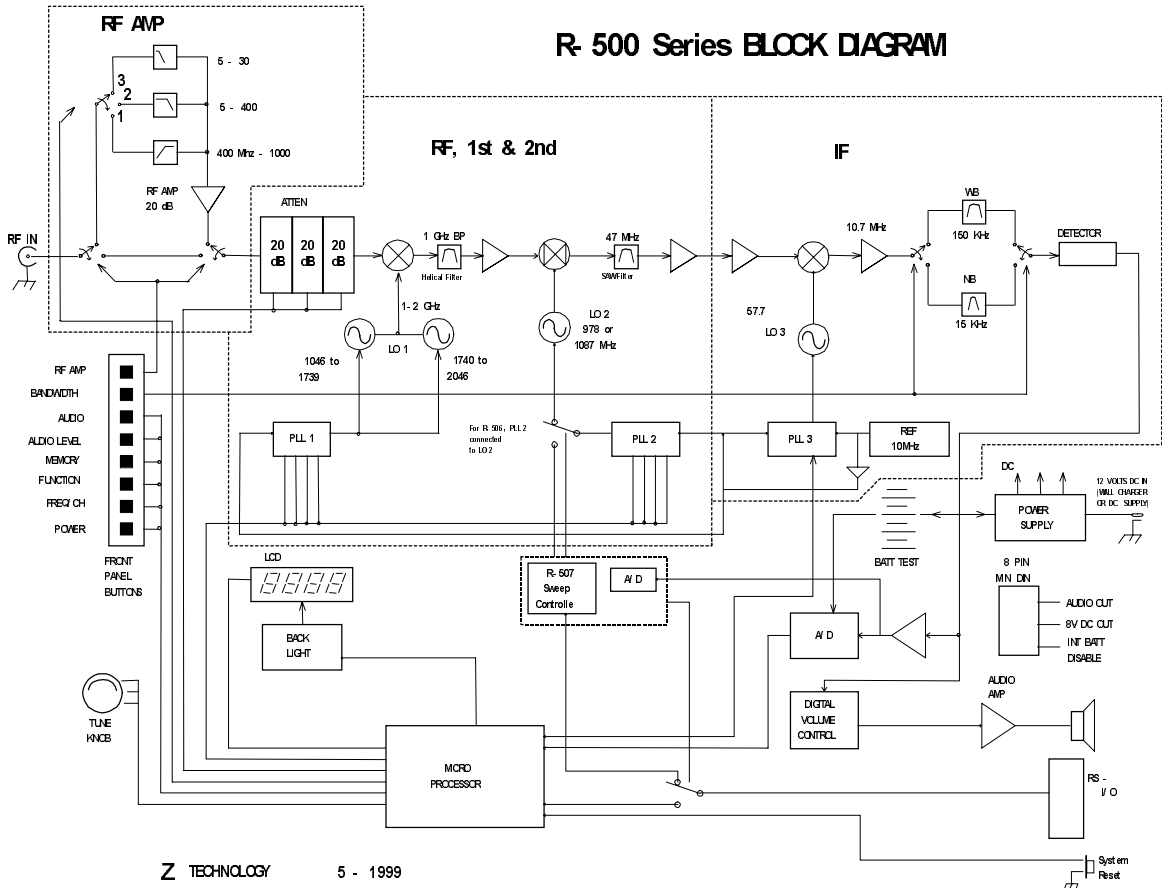 RF AMP
R- 500 Series BLOCK DIAGRAM
5 - 30
3
2
5 - 400
1
400 Mhz - 1000
RF, 1st & 2nd
IF
RF AMP
20 dB
ATTEN
WB
150 KHz
RF IN
20 dB
20 dB
20 dB
1 GHz BP
Helical Filter
47 MHz
SAWFilter
10.7 MHz
DETECTOR
NB
15 KHz
1- 2 GHz
LO 1
1046 to
1739
1740 to
2046
LO 2
978 or
1087 MHz
57.7
LO 3
RF AMP
BANDWIDTH
AUDIO
AUDIO LEVEL
MEMORY
FUNCTION
FREQ/ CH
POWER
FRONT
PANEL
BUTTONS
PLL 1
For R- 506, PLL 2
connected
to LO 2
PLL 2
PLL 3
REF
10MHz
DC
12 VOLTS DC IN
(WALL CHARGER
OR DC SUPPLY)
POWER
SUPPLY
BATT TEST
LCD
R- 507
Sweep
Controlle
A/ D
8 PIN
MIN DIN
AUDIO OUT
8V DC OUT
INT BATT
DISABLE
BACK
LIGHT
A/ D
TUNE
KNOB
DIGITAL
VOLUME
CONTROL
AUDIO
AMP
MICRO
PROCESSOR
RS -
I/ O
System
Reset
Z TECHNOLOGY 5 - 1999